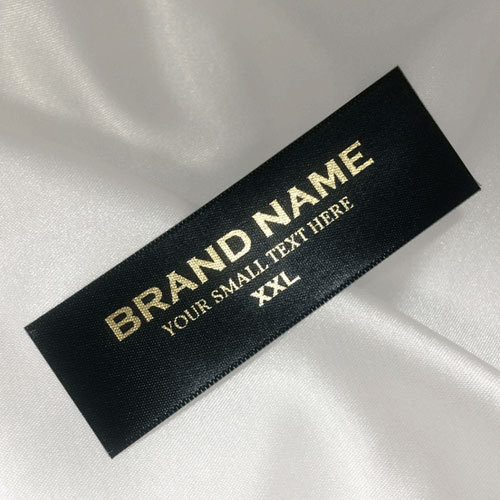 BRAND NAME
YOUR SMALL TEXT HERE
XXL